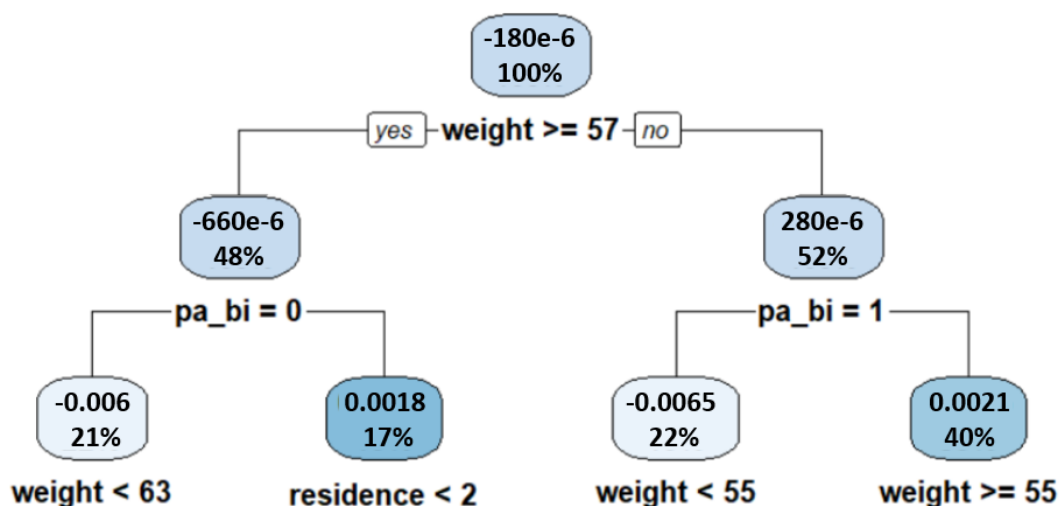 -180e-6
100%
yes weight >= 57 no
-660e-6
48%
280e-6
52%
pa_bi = 0
pa_bi = 1
-0.006
21%
0.0018
17%
-0.0065
22%
0.0021
40%
weight < 63
residence < 2
weight < 55
weight >= 55